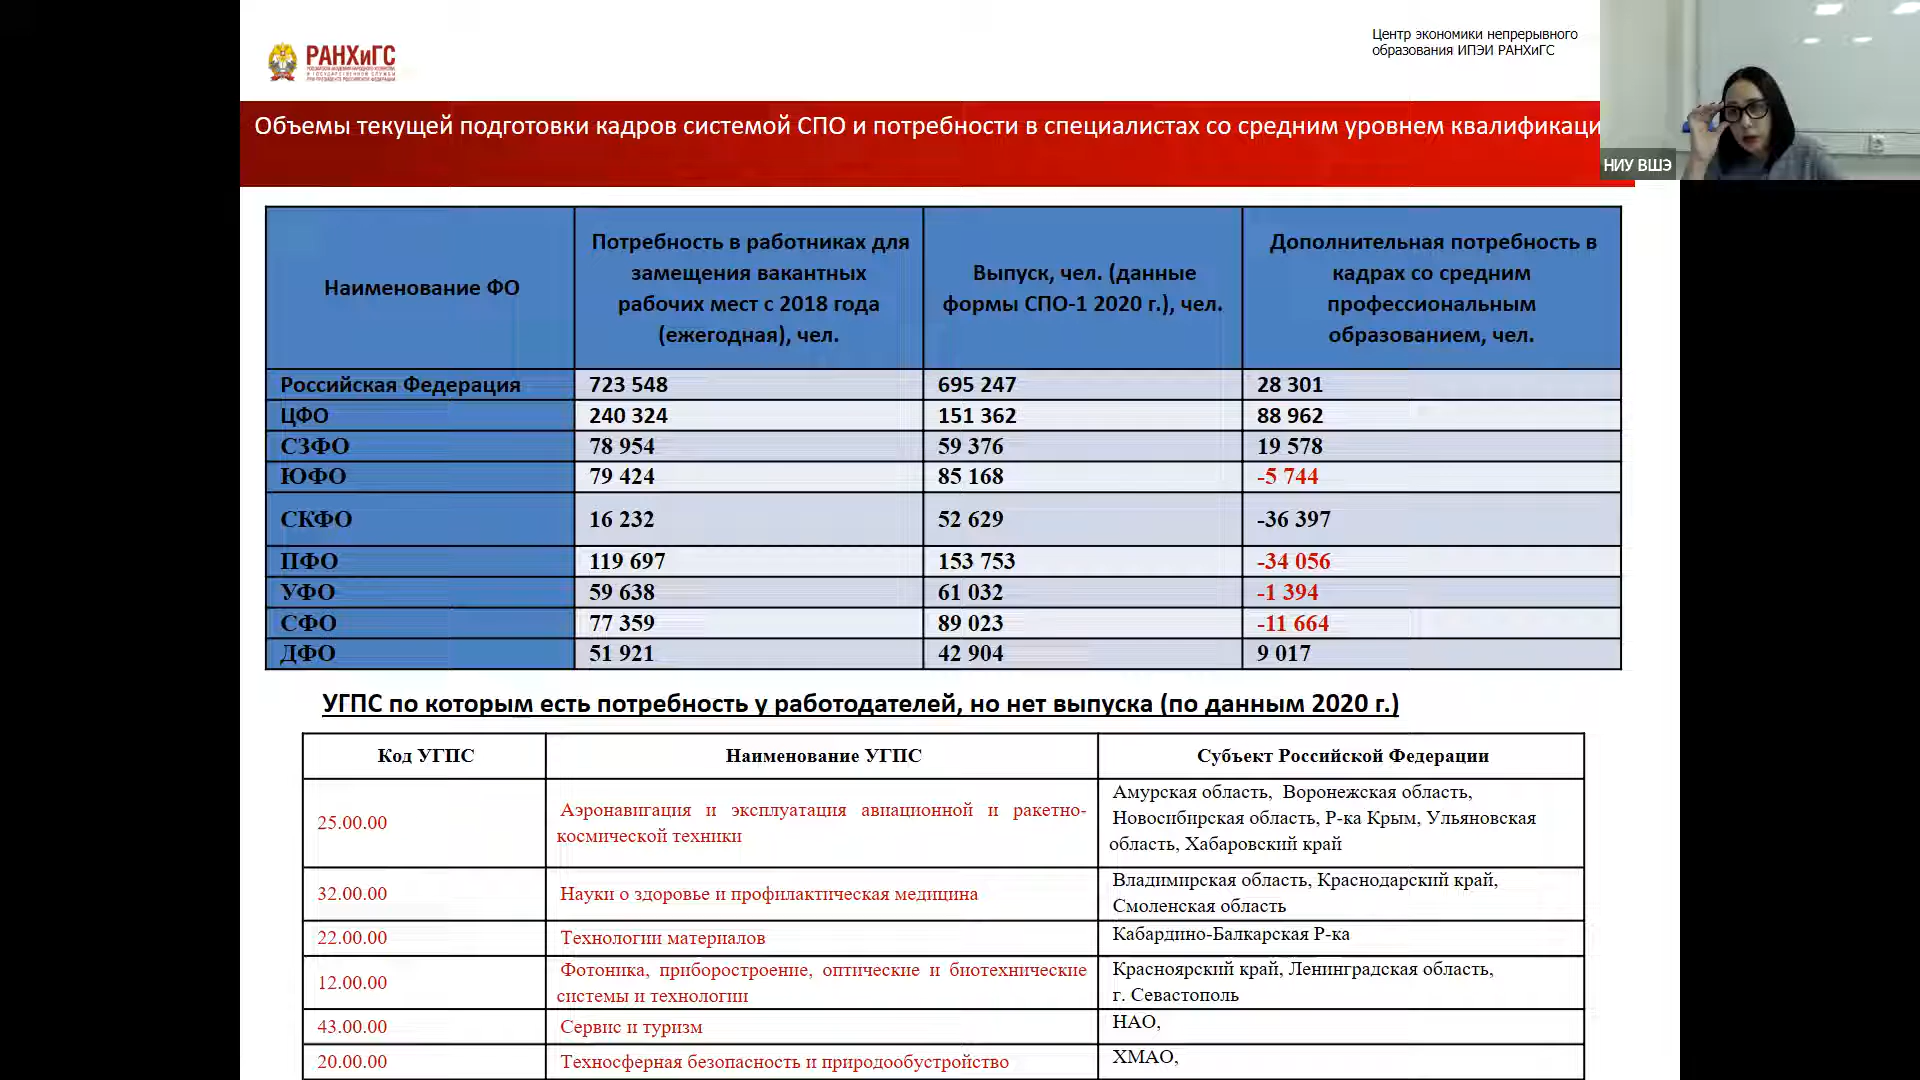 РАНХиГС
Центр экономики непрерывного
образования ИПЭИ РАНХиГС
Объемы текущей подготовки кадров системой СПО и потребности в специалистах со средним уровнем квалификаци
НИУ ВШЭ
Наименование ФО
Потребность в работниках для
замещения вакантных
рабочих мест с 2018 года
(ежегодная), чел.
Выпуск, чел. (данные
формы СПО-1 2020 г.), чел.
Дополнительная потребность в
кадрах со средним
профессиональным
образованием, чел.
Российская Федерация 723 548 695 247 28 301
ЦФО 240 324 151 362 88 962
СЗФО 78 954 59 376 19 578
ЮФО 79 424 85 168 -5 744
СКФО 16 232 52 629 -36 397
ПФО 119 697 153 753 -34 056
УФО 59 638 61 032 -1 394
СФО 77 359 89 023 -11 664
ДФО 51 921 42 904 9 017
УГПС по которым есть потребность у работодателей, но нет выпуска (по данным 2020 г.)
Код УГПС Наименование УГПС Субъект Российской Федерации
25.00.00
Аэронавигация и эксплуатация авиационной и ракетно-
космической техники
Амурская область, Воронежская область,
Новосибирская область, Р-ка Крым, Ульяновская
область, Хабаровский край
32.00.00
Науки о здоровье и профилактическая медицина
Владимирская область, Краснодарский край,
Смоленская область
22.00.00 Технологии материалов Кабардино-Балкарская Р-ка
12.00.00
Фотоника, приборостроение, оптические и биотехнические
системы и технологии
Красноярский край, Ленинградская область,
г. Севастополь
43.00.00 Сервис и туризм НАО,
20.00.00 Техносферная безопасность и природообустройство ХМАО,